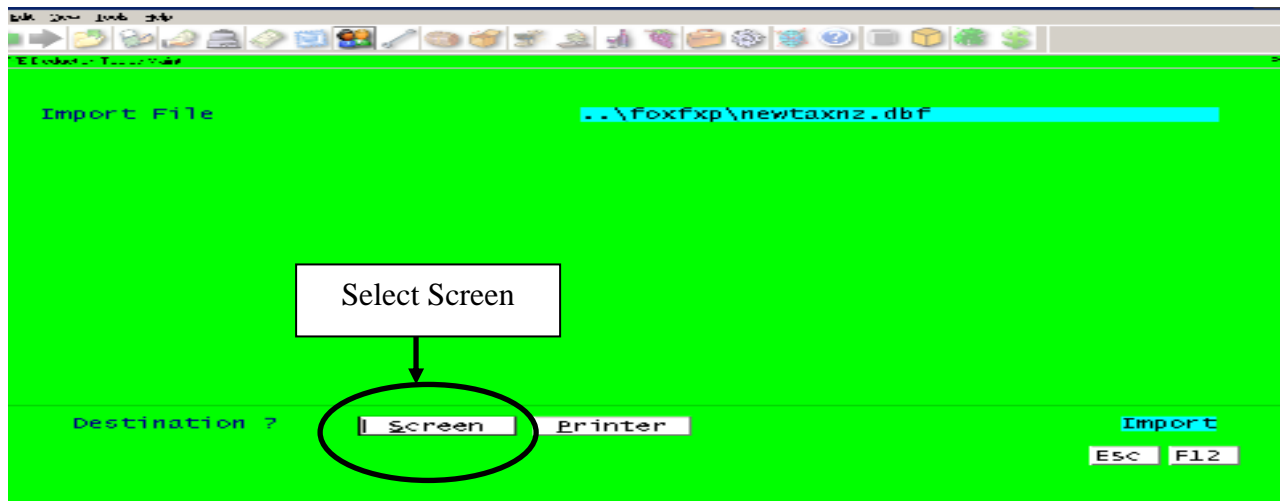 Import File ..\foxfxp\newtaxnz.dbf
Select Screen
Destination ? Screen Printer Import
Esc F12